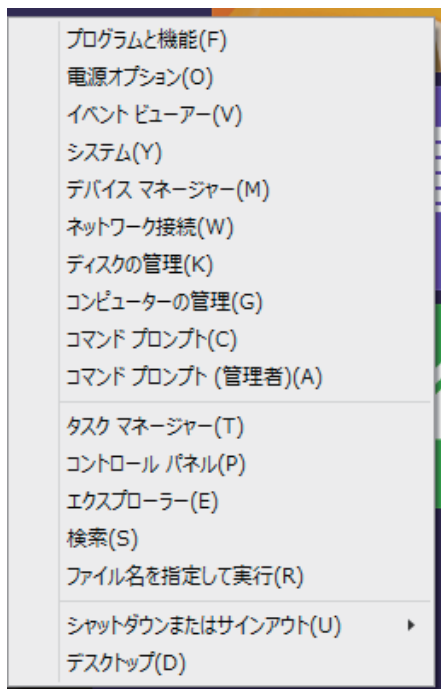 プログラムと機能(F)
電源オプション(O)
イベント ビューアー(V)
システム(Y)
デバイス マネージャー(M)
ネットワーク接続(W)
ディスクの管理(K)
コンピューターの管理(G)
コマンド プロンプト(C)
コマンド プロンプト (管理者)(A)
タスク マネージャー(T)
コントロール パネル(P)
エクスプローラー(E)
検索(S)
ファイル名を指定して実行(R)
シャットダウンまたはサインアウト(U)
デスクトップ(D)